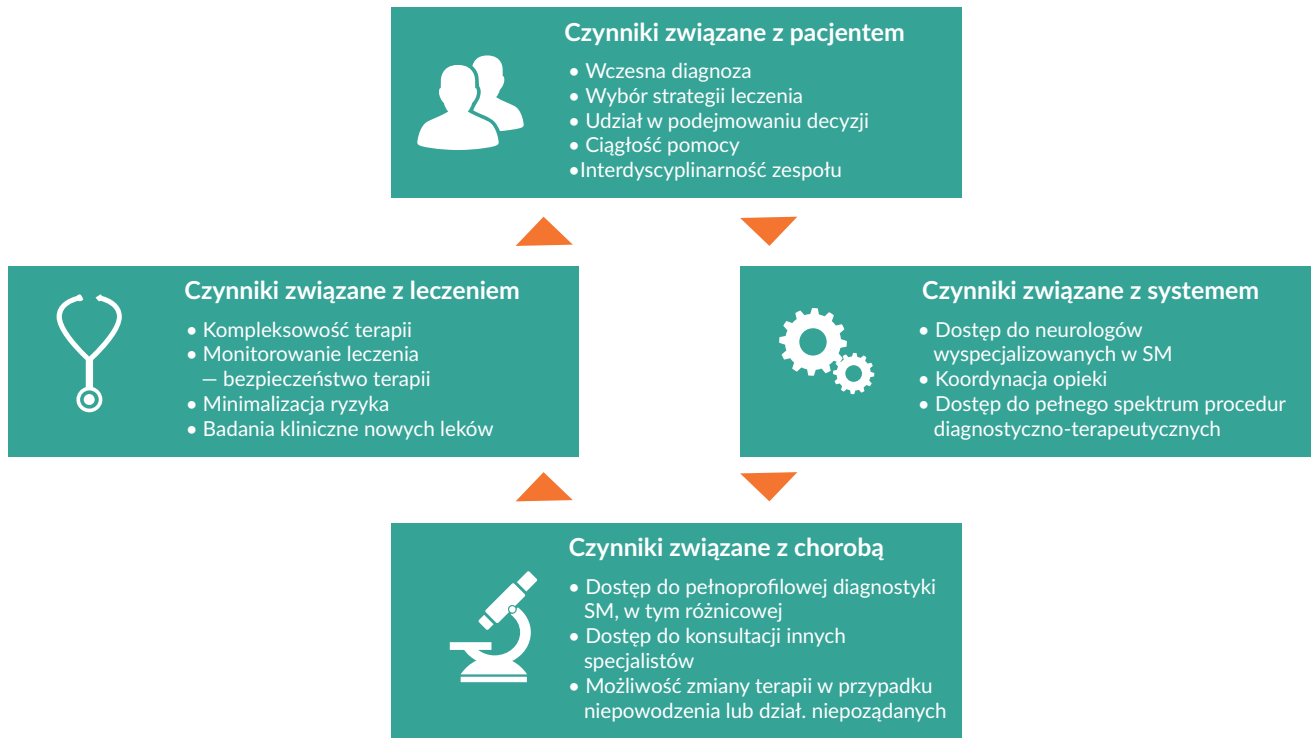 Czynniki związane z pacjentem
• Wczesna diagnoza
• Wybór strategii leczenia
• Udział w podejmowaniu decyzji
• Ciągłość pomocy
•Interdyscyplinarność zespołu
Czynniki związane z leczeniem
• Kompleksowość terapii
• Monitorowanie leczenia
— bezpieczeństwo terapii
• Minimalizacja ryzyka
• Badania kliniczne nowych leków
Czynniki związane z systemem
• Dostęp do neurologów
wyspecjalizowanych w SM
• Koordynacja opieki
• Dostęp do pełnego spektrum procedur
diagnostyczno-terapeutycznych
Czynniki związane z chorobą
• Dostęp do pełnoprofilowej diagnostyki
SM, w tym różnicowej
• Dostęp do konsultacji innych
specjalistów
• Możliwość zmiany terapii w przypadku
niepowodzenia lub dział. niepoządanych